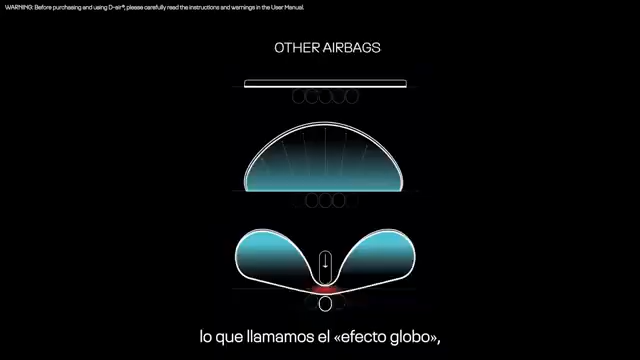 WARNING: Before purchasing and using D-air®, please carefully read the instructions and warnings in the User Manual.
OTHER AIRBAGS
lo que llamamos el «efecto globo»,